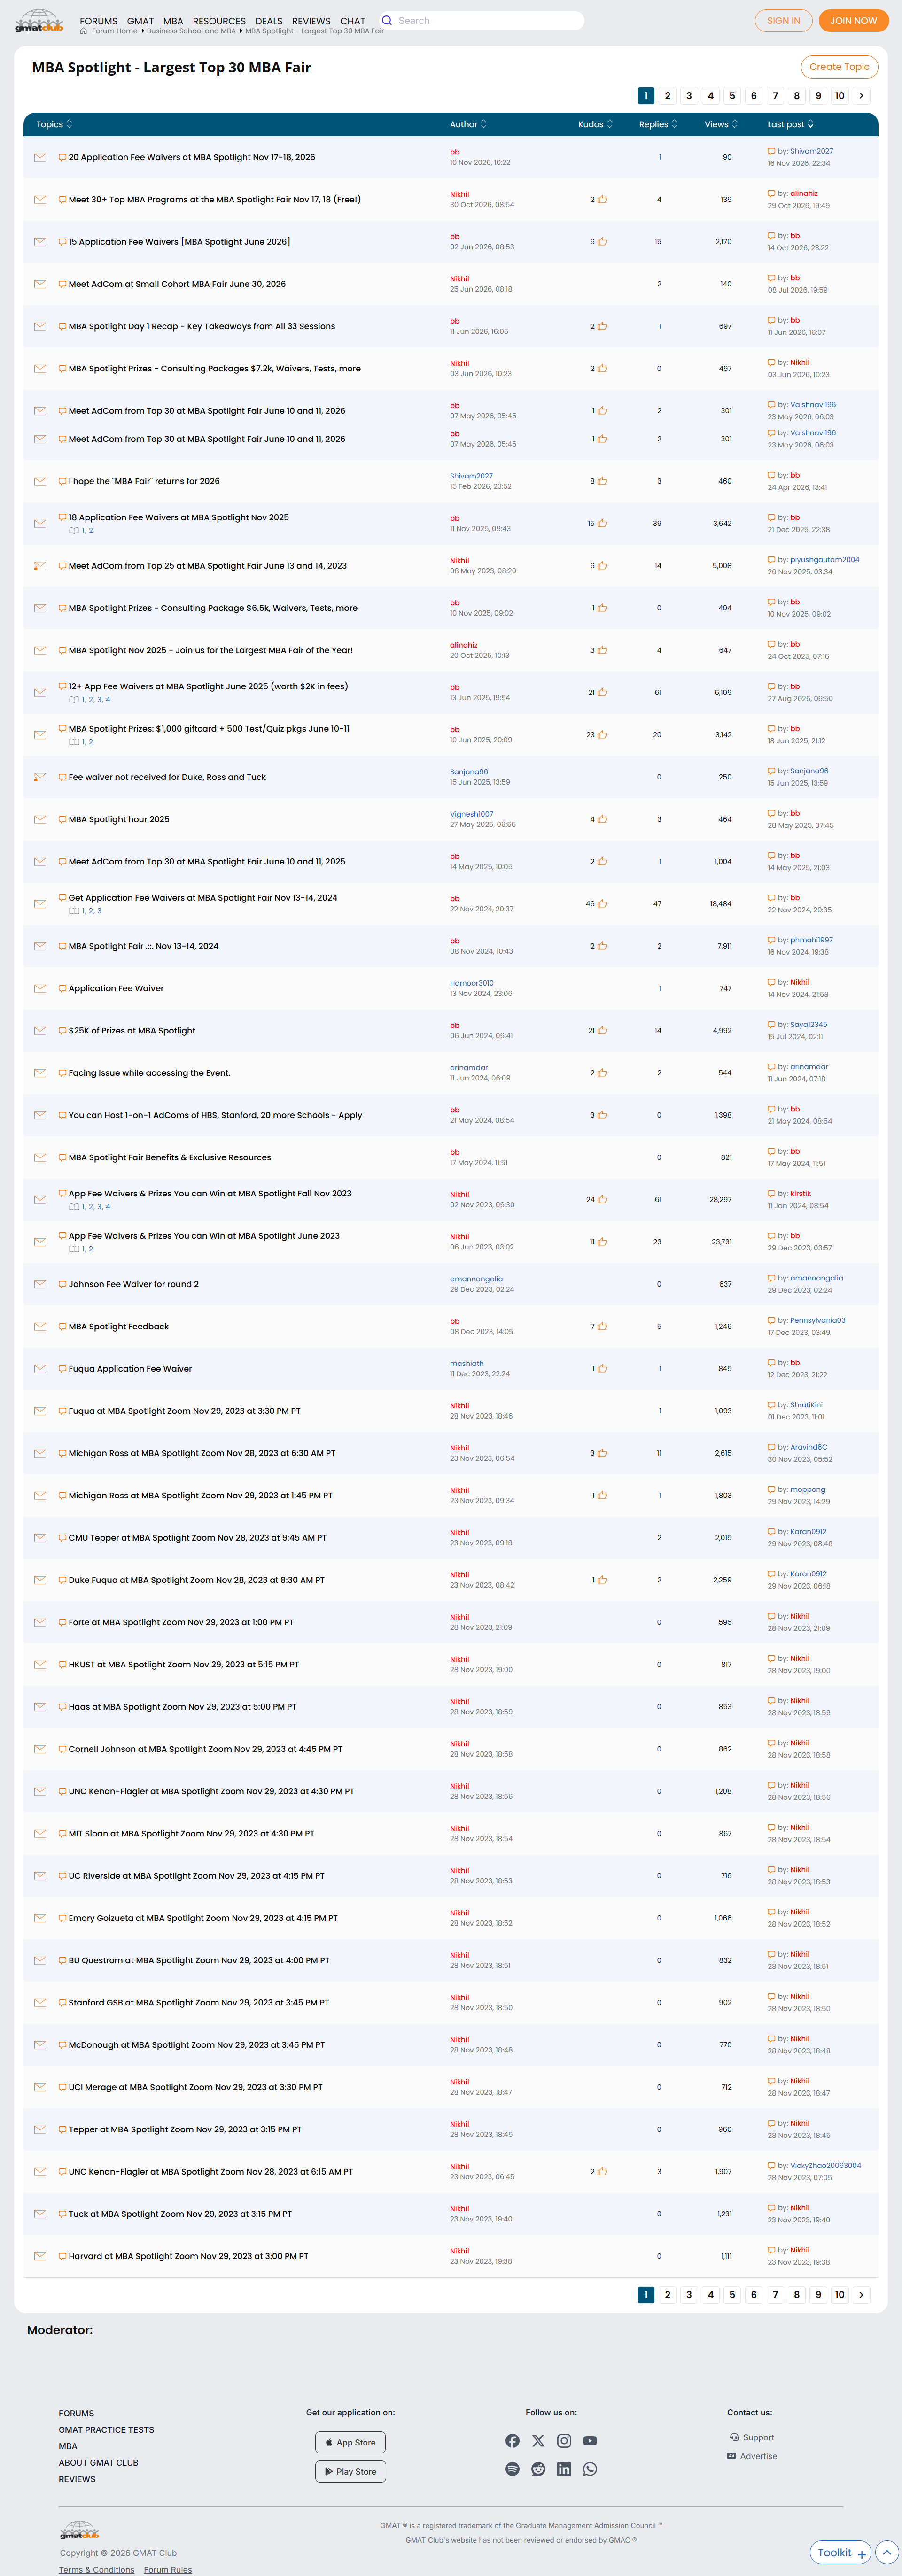 gmatclub
FORUMS GMAT MBA RESOURCES DEALS REVIEWS CHAT Search SIGN IN JOIN NOW
Forum Home Business School and MBA MBA Spotlight - Largest Top 30 MBA Fair
MBA Spotlight - Largest Top 30 MBA Fair Create Topic
1 2 3 4 5 6 7 8 9 10
Topics Author Kudos Replies Views Last post
20 Application Fee Waivers at MBA Spotlight Nov 17-18, 2026 bb 10 Nov 2026, 10:22 1 90 by: Shivam2027 16 Nov 2026, 22:34
Meet 30+ Top MBA Programs at the MBA Spotlight Fair Nov 17, 18 (Free!) Nikhil 30 Oct 2026, 08:54 2 4 139 by: alinahiz 29 Oct 2026, 19:49
15 Application Fee Waivers [MBA Spotlight June 2026] bb 02 Jun 2026, 08:53 6 15 2,170 by: bb 14 Oct 2026, 23:22
Meet AdCom at Small Cohort MBA Fair June 30, 2026 Nikhil 25 Jun 2026, 08:18 2 140 by: bb 08 Jul 2026, 19:59
MBA Spotlight Day 1 Recap - Key Takeaways from All 33 Sessions bb 11 Jun 2026, 16:05 2 1 697 by: bb 11 Jun 2026, 16:07
MBA Spotlight Prizes - Consulting Packages $7.2k, Waivers, Tests, more Nikhil 03 Jun 2026, 10:23 2 0 497 by: Nikhil 03 Jun 2026, 10:23
Meet AdCom from Top 30 at MBA Spotlight Fair June 10 and 11, 2026 bb 07 May 2026, 05:45 1 2 301 by: Vaishnavi196 23 May 2026, 06:03
Meet AdCom from Top 30 at MBA Spotlight Fair June 10 and 11, 2026 bb 07 May 2026, 05:45 1 2 301 by: Vaishnavi196 23 May 2026, 06:03
I hope the "MBA Fair" returns for 2026 Shivam2027 15 Feb 2026, 23:52 8 3 460 by: bb 24 Apr 2026, 13:41
18 Application Fee Waivers at MBA Spotlight Nov 2025 1, 2 bb 11 Nov 2025, 09:43 15 39 3,642 by: bb 21 Dec 2025, 22:38
Meet AdCom from Top 25 at MBA Spotlight Fair June 13 and 14, 2023 Nikhil 08 May 2023, 08:20 6 14 5,008 by: piyushgautam2004 26 Nov 2025, 03:34
MBA Spotlight Prizes - Consulting Package $6.5k, Waivers, Tests, more bb 10 Nov 2025, 09:02 1 0 404 by: bb 10 Nov 2025, 09:02
MBA Spotlight Nov 2025 - Join us for the Largest MBA Fair of the Year! alinahiz 20 Oct 2025, 10:13 3 4 647 by: bb 24 Oct 2025, 07:16
12+ App Fee Waivers at MBA Spotlight June 2025 (worth $2K in fees) 1, 2, 3, 4 bb 13 Jun 2025, 19:54 21 61 6,109 by: bb 27 Aug 2025, 06:50
MBA Spotlight Prizes: $1,000 giftcard + 500 Test/Quiz pkgs June 10-11 1, 2 bb 10 Jun 2025, 20:09 23 20 3,142 by: bb 18 Jun 2025, 21:12
Fee waiver not received for Duke, Ross and Tuck Sanjana96 15 Jun 2025, 13:59 0 250 by: Sanjana96 15 Jun 2025, 13:59
MBA Spotlight hour 2025 Vignesh1007 27 May 2025, 09:55 4 3 464 by: bb 28 May 2025, 07:45
Meet AdCom from Top 30 at MBA Spotlight Fair June 10 and 11, 2025 bb 14 May 2025, 10:05 2 1 1,004 by: bb 14 May 2025, 21:03
Get Application Fee Waivers at MBA Spotlight Fair Nov 13-14, 2024 1, 2, 3 bb 22 Nov 2024, 20:37 46 47 18,484 by: bb 22 Nov 2024, 20:35
MBA Spotlight Fair .::. Nov 13-14, 2024 bb 08 Nov 2024, 10:43 2 2 7,911 by: phmahi1997 16 Nov 2024, 19:38
Application Fee Waiver Harnoor3010 13 Nov 2024, 23:06 1 747 by: Nikhil 14 Nov 2024, 21:58
$25K of Prizes at MBA Spotlight bb 06 Jun 2024, 06:41 21 14 4,992 by: Saya12345 15 Jul 2024, 02:11
Facing Issue while accessing the Event. arinamdar 11 Jun 2024, 06:09 2 2 544 by: arinamdar 11 Jun 2024, 07:18
You can Host 1-on-1 AdComs of HBS, Stanford, 20 more Schools - Apply bb 21 May 2024, 08:54 3 0 1,398 by: bb 21 May 2024, 08:54
MBA Spotlight Fair Benefits & Exclusive Resources bb 17 May 2024, 11:51 0 821 by: bb 17 May 2024, 11:51
App Fee Waivers & Prizes You can Win at MBA Spotlight Fall Nov 2023 1, 2, 3, 4 Nikhil 02 Nov 2023, 06:30 24 61 28,297 by: kirstik 11 Jan 2024, 08:54
App Fee Waivers & Prizes You can Win at MBA Spotlight June 2023 1, 2 Nikhil 06 Jun 2023, 03:02 11 23 23,731 by: bb 29 Dec 2023, 03:57
Johnson Fee Waiver for round 2 amannangalia 29 Dec 2023, 02:24 0 637 by: amannangalia 29 Dec 2023, 02:24
MBA Spotlight Feedback bb 08 Dec 2023, 14:05 7 5 1,246 by: Pennsylvania03 17 Dec 2023, 03:49
Fuqua Application Fee Waiver mashiath 11 Dec 2023, 22:24 1 1 845 by: bb 12 Dec 2023, 21:22
Fuqua at MBA Spotlight Zoom Nov 29, 2023 at 3:30 PM PT Nikhil 28 Nov 2023, 18:46 1 1,093 by: ShrutiKini 01 Dec 2023, 11:01
Michigan Ross at MBA Spotlight Zoom Nov 28, 2023 at 6:30 AM PT Nikhil 23 Nov 2023, 06:54 3 11 2,615 by: Aravind6C 30 Nov 2023, 05:52
Michigan Ross at MBA Spotlight Zoom Nov 29, 2023 at 1:45 PM PT Nikhil 23 Nov 2023, 09:34 1 1 1,803 by: moppong 29 Nov 2023, 14:29
CMU Tepper at MBA Spotlight Zoom Nov 28, 2023 at 9:45 AM PT Nikhil 23 Nov 2023, 09:18 2 2,015 by: Karan0912 29 Nov 2023, 08:46
Duke Fuqua at MBA Spotlight Zoom Nov 28, 2023 at 8:30 AM PT Nikhil 23 Nov 2023, 08:42 1 2 2,259 by: Karan0912 29 Nov 2023, 06:18
Forte at MBA Spotlight Zoom Nov 29, 2023 at 1:00 PM PT Nikhil 28 Nov 2023, 21:09 0 595 by: Nikhil 28 Nov 2023, 21:09
HKUST at MBA Spotlight Zoom Nov 29, 2023 at 5:15 PM PT Nikhil 28 Nov 2023, 19:00 0 817 by: Nikhil 28 Nov 2023, 19:00
Haas at MBA Spotlight Zoom Nov 29, 2023 at 5:00 PM PT Nikhil 28 Nov 2023, 18:59 0 853 by: Nikhil 28 Nov 2023, 18:59
Cornell Johnson at MBA Spotlight Zoom Nov 29, 2023 at 4:45 PM PT Nikhil 28 Nov 2023, 18:58 0 862 by: Nikhil 28 Nov 2023, 18:58
UNC Kenan-Flagler at MBA Spotlight Zoom Nov 29, 2023 at 4:30 PM PT Nikhil 28 Nov 2023, 18:56 0 1,208 by: Nikhil 28 Nov 2023, 18:56
MIT Sloan at MBA Spotlight Zoom Nov 29, 2023 at 4:30 PM PT Nikhil 28 Nov 2023, 18:54 0 867 by: Nikhil 28 Nov 2023, 18:54
UC Riverside at MBA Spotlight Zoom Nov 29, 2023 at 4:15 PM PT Nikhil 28 Nov 2023, 18:53 0 716 by: Nikhil 28 Nov 2023, 18:53
Emory Goizueta at MBA Spotlight Zoom Nov 29, 2023 at 4:15 PM PT Nikhil 28 Nov 2023, 18:52 0 1,066 by: Nikhil 28 Nov 2023, 18:52
BU Questrom at MBA Spotlight Zoom Nov 29, 2023 at 4:00 PM PT Nikhil 28 Nov 2023, 18:51 0 832 by: Nikhil 28 Nov 2023, 18:51
Stanford GSB at MBA Spotlight Zoom Nov 29, 2023 at 3:45 PM PT Nikhil 28 Nov 2023, 18:50 0 902 by: Nikhil 28 Nov 2023, 18:50
McDonough at MBA Spotlight Zoom Nov 29, 2023 at 3:45 PM PT Nikhil 28 Nov 2023, 18:48 0 770 by: Nikhil 28 Nov 2023, 18:48
UCI Merage at MBA Spotlight Zoom Nov 29, 2023 at 3:30 PM PT Nikhil 28 Nov 2023, 18:47 0 712 by: Nikhil 28 Nov 2023, 18:47
Tepper at MBA Spotlight Zoom Nov 29, 2023 at 3:15 PM PT Nikhil 28 Nov 2023, 18:45 0 960 by: Nikhil 28 Nov 2023, 18:45
UNC Kenan-Flagler at MBA Spotlight Zoom Nov 28, 2023 at 6:15 AM PT Nikhil 23 Nov 2023, 06:45 2 3 1,907 by: VickyZhao20063004 28 Nov 2023, 07:05
Tuck at MBA Spotlight Zoom Nov 29, 2023 at 3:15 PM PT Nikhil 23 Nov 2023, 19:40 0 1,231 by: Nikhil 23 Nov 2023, 19:40
Harvard at MBA Spotlight Zoom Nov 29, 2023 at 3:00 PM PT Nikhil 23 Nov 2023, 19:38 0 1,111 by: Nikhil 23 Nov 2023, 19:38
1 2 3 4 5 6 7 8 9 10
Moderator:
FORUMS
GMAT PRACTICE TESTS
MBA
ABOUT GMAT CLUB
REVIEWS
Get our application on:
App Store
Play Store
Follow us on:
Contact us:
Support
Advertise
gmatclub
Copyright © 2026 GMAT Club
Terms & Conditions Forum Rules
GMAT ® is a registered trademark of the Graduate Management Admission Council ™
GMAT Club's website has not been reviewed or endorsed by GMAC ®
Toolkit +